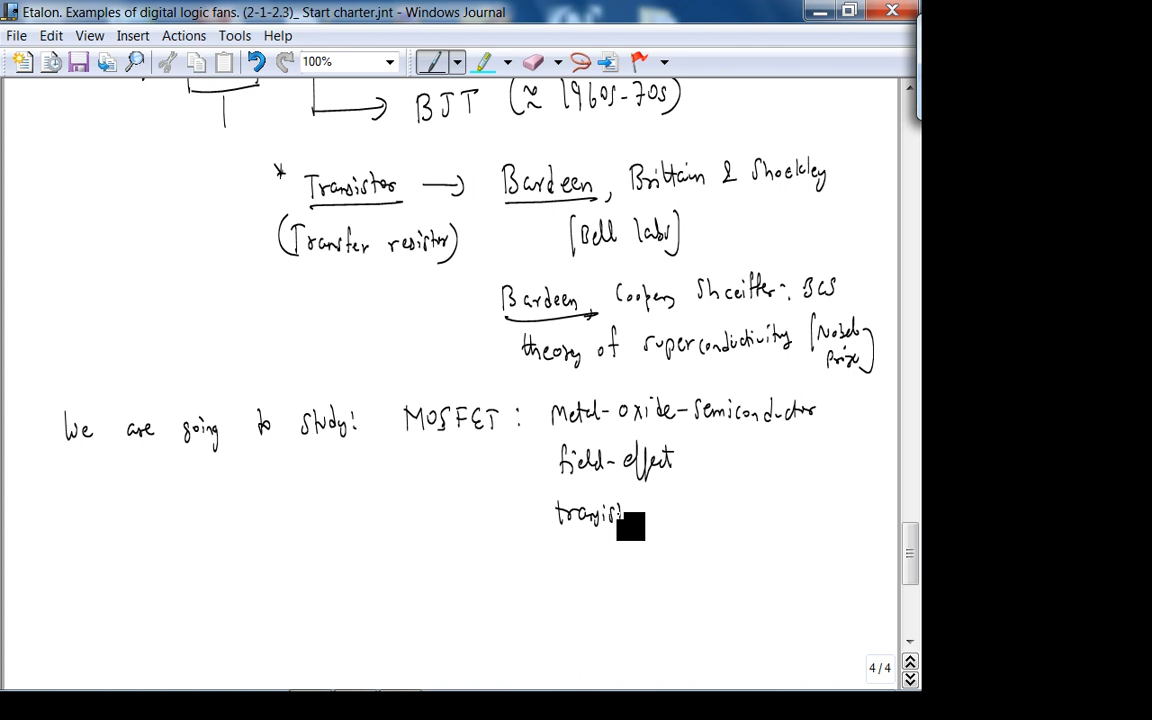 Etalon. Examples of digital logic fans. (2-1-2.3)_ Start charter.jnt - Windows Journal
File Edit View Insert Actions Tools Help
100%
BJT (≈ 1960s-70s)
* Transistor → Bardeen, Brittain & Shockley
(Transfer resistor) [Bell labs]
Bardeen, Cooper, Shceiffer: BCS
theory of superconductivity [Nobel
Prize]
We are going to study: MOSFET: Metal-oxide-semiconductor
field-effect
transist
4 / 4